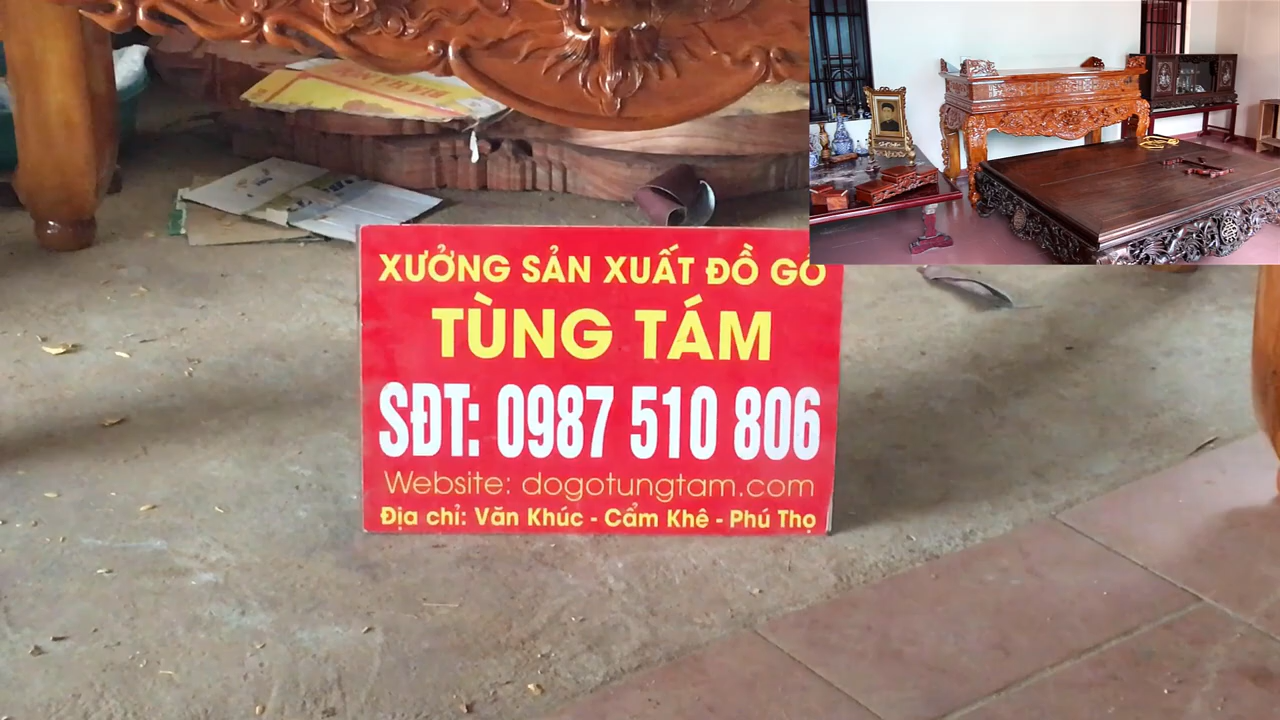 XƯỞNG SẢN XUẤT ĐỒ GỖ
TÙNG TÁM
SĐT: 0987 510 806
Website: dogotungtam.com
Địa chỉ: Văn Khúc - Cẩm Khê - Phú Thọ